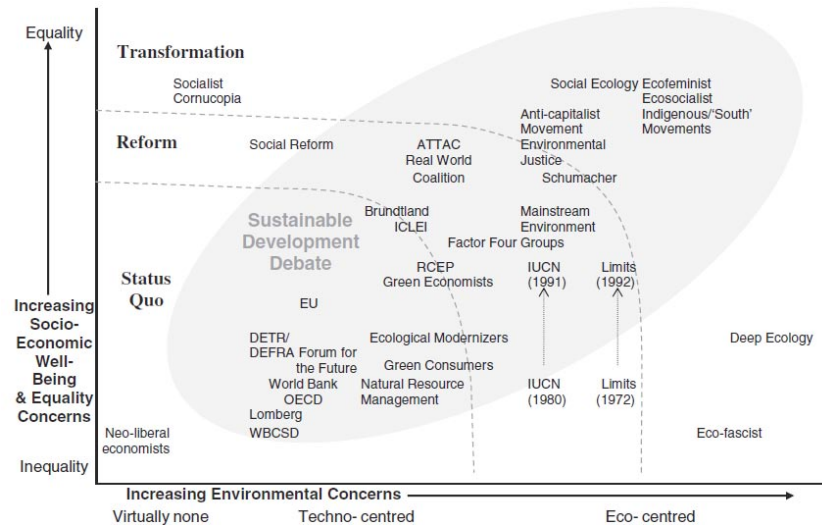 Equality
Transformation
Socialist
Cornucopia
Social Ecology Ecofeminist
Ecosocialist
Indigenous/'South'
Movements
Anti-capitalist
Movement
Environmental
Justice
Reform
Social Reform
ATTAC
Real World
Coalition
Schumacher
Brundtland
ICLEI
Mainstream
Environment
Sustainable
Development
Debate
Factor Four Groups
RCEP
Green Economists
IUCN
(1991)
Limits
(1992)
Status
Quo
EU
Increasing
Socio-
Economic
Well-
Being
& Equality
Concerns
DETR/
DEFRA Forum for
the Future
Ecological Modernizers
Deep Ecology
Green Consumers
World Bank
OECD
Natural Resource
Management
IUCN
(1980)
Limits
(1972)
Lomberg
WBCSD
Neo-liberal
economists
Eco-fascist
Inequality
Increasing Environmental Concerns
Virtually none
Techno- centred
Eco- centred